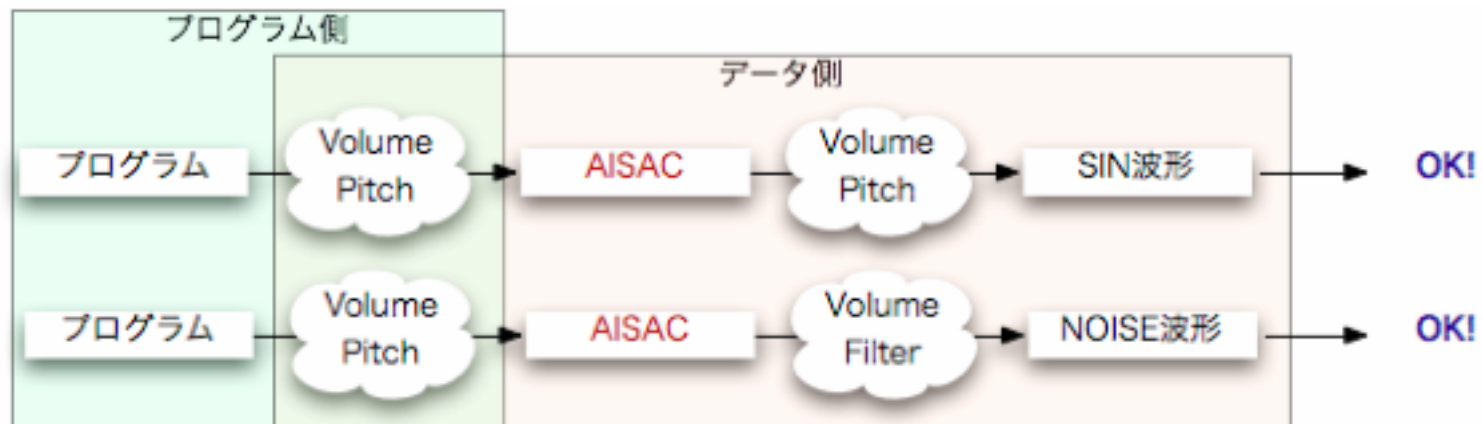 プログラム側
データ側
プログラム
Volume
Pitch
AISAC
Volume
Pitch
SIN波形
OK!
プログラム
Volume
Pitch
AISAC
Volume
Filter
NOISE波形
OK!